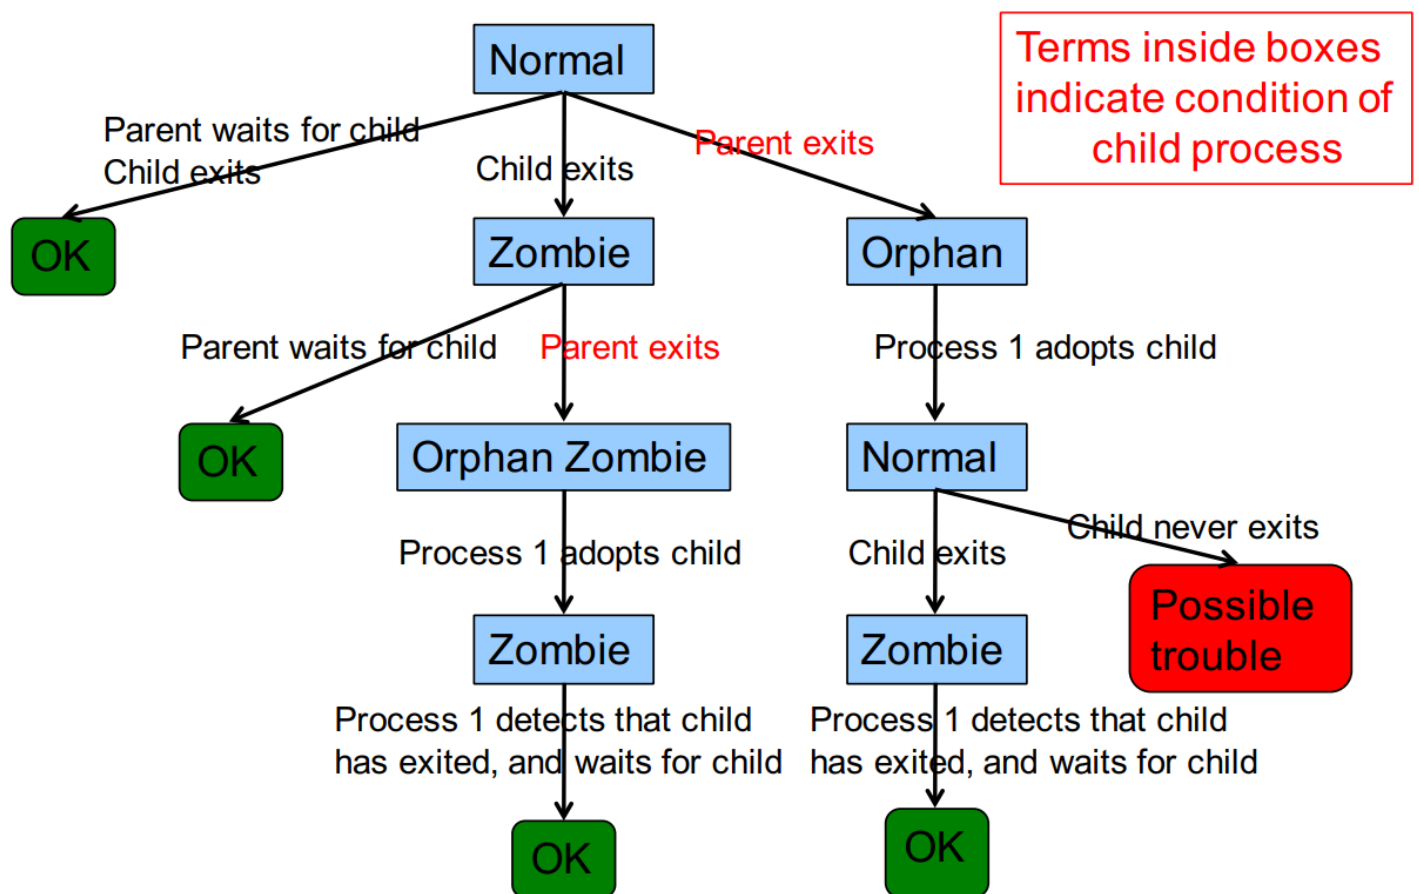 Normal
Terms inside boxes
indicate condition of
child process
Parent waits for child
Child exits
Child exits
Parent exits
OK
Zombie
Orphan
Parent waits for child
Parent exits
Process 1 adopts child
OK
Orphan Zombie
Normal
Process 1 adopts child
Child exits
Child never exits
Zombie
Zombie
Possible
trouble
Process 1 detects that child
has exited, and waits for child
Process 1 detects that child
has exited, and waits for child
OK
OK